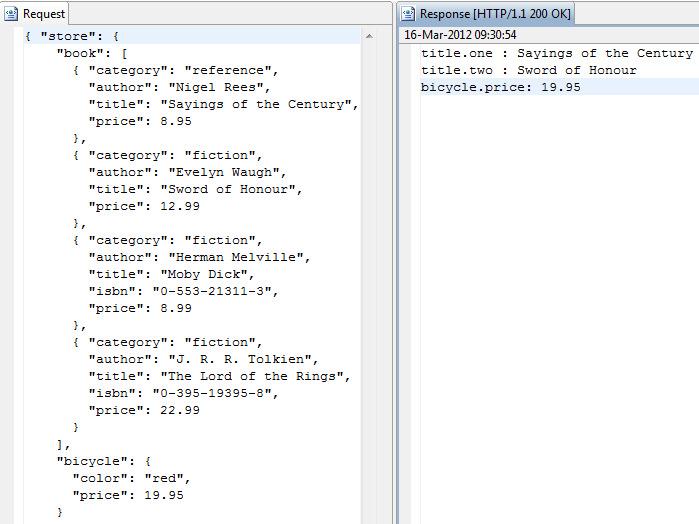 Request
{ "store": {
    "book": [
      { "category": "reference",
        "author": "Nigel Rees",
        "title": "Sayings of the Century",
        "price": 8.95
      },
      { "category": "fiction",
        "author": "Evelyn Waugh",
        "title": "Sword of Honour",
        "price": 12.99
      },
      { "category": "fiction",
        "author": "Herman Melville",
        "title": "Moby Dick",
        "isbn": "0-553-21311-3",
        "price": 8.99
      },
      { "category": "fiction",
        "author": "J. R. R. Tolkien",
        "title": "The Lord of the Rings",
        "isbn": "0-395-19395-8",
        "price": 22.99
      }
    ],
    "bicycle": {
      "color": "red",
      "price": 19.95
    }
Response [HTTP/1.1 200 OK]
16-Mar-2012 09:30:54
title.one : Sayings of the Century
title.two : Sword of Honour
bicycle.price: 19.95